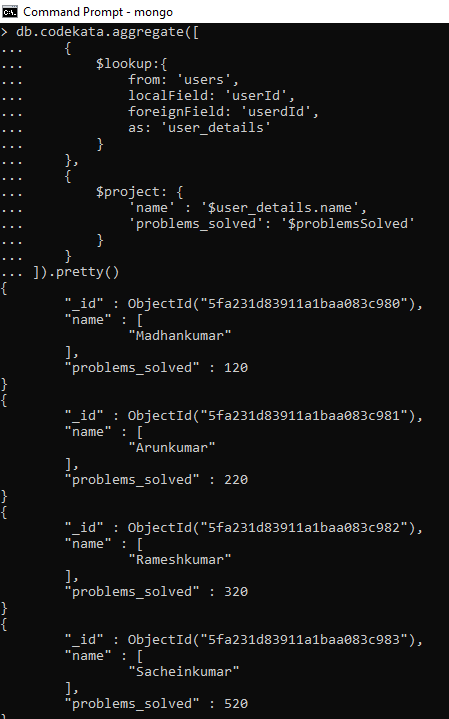 Command Prompt - mongo
> db.codekata.aggregate([
...     {
...         $lookup:{
...             from: 'users',
...             localField: 'userId',
...             foreignField: 'userdId',
...             as: 'user_details'
...         }
...     },
...     {
...         $project: {
...             'name' : '$user_details.name',
...             'problems_solved': '$problemsSolved'
...         }
...     }
... ]).pretty()
{
        "_id" : ObjectId("5fa231d83911a1baa083c980"),
        "name" : [
                "Madhankumar"
        ],
        "problems_solved" : 120
}
{
        "_id" : ObjectId("5fa231d83911a1baa083c981"),
        "name" : [
                "Arunkumar"
        ],
        "problems_solved" : 220
}
{
        "_id" : ObjectId("5fa231d83911a1baa083c982"),
        "name" : [
                "Rameshkumar"
        ],
        "problems_solved" : 320
}
{
        "_id" : ObjectId("5fa231d83911a1baa083c983"),
        "name" : [
                "Sacheinkumar"
        ],
        "problems_solved" : 520
}